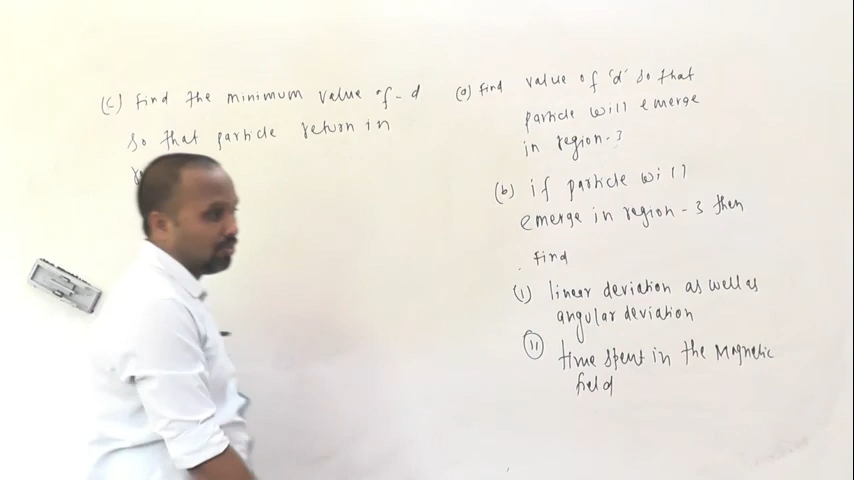 (c) Find the minimum value of - d
so that particle return in
(a) Find value of 'd' so that
particle will emerge
in region - 3
(b) if particle will
emerge in region - 3 then
find
(i) linear deviation as well as
angular deviation
(ii) time spent in the Magnetic
field